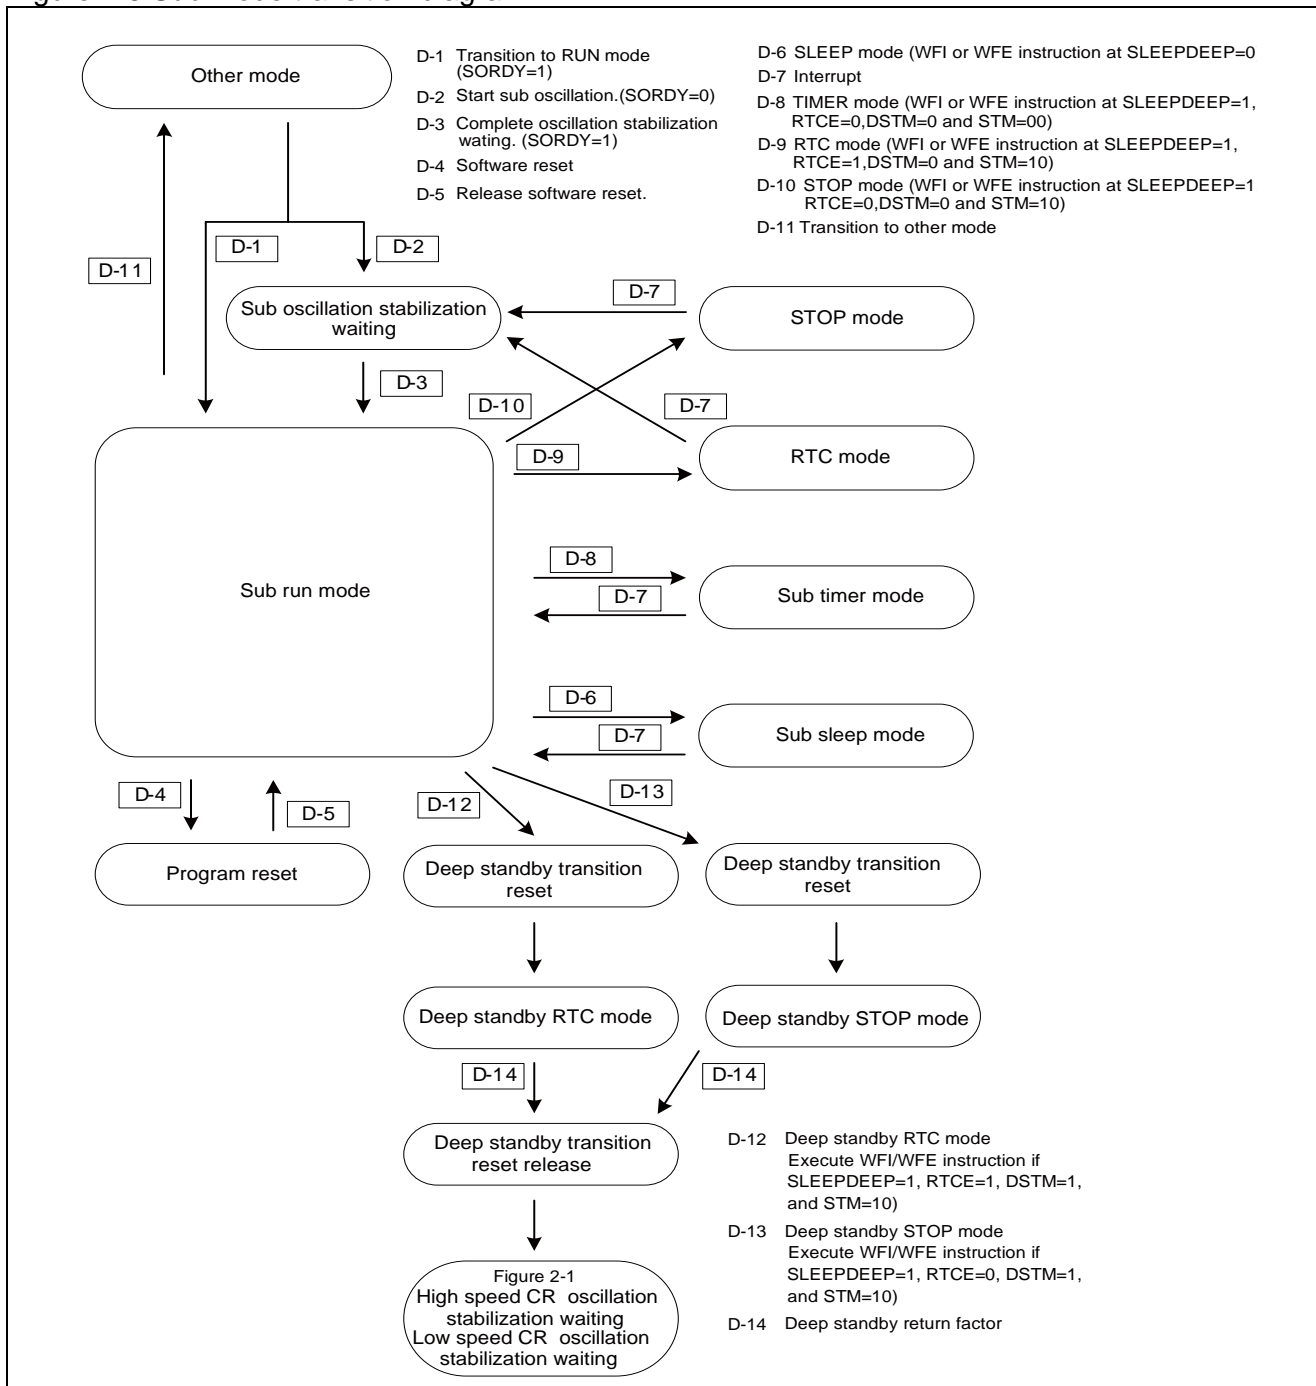 Other mode
D-1 Transition to RUN mode
(SORDY=1)
D-2 Start sub oscillation.(SORDY=0)
D-3 Complete oscillation stabilization
wating. (SORDY=1)
D-4 Software reset
D-5 Release software reset.
D-6 SLEEP mode (WFI or WFE instruction at SLEEPDEEP=0
D-7 Interrupt
D-8 TIMER mode (WFI or WFE instruction at SLEEPDEEP=1,
RTCE=0,DSTM=0 and STM=00)
D-9 RTC mode (WFI or WFE instruction at SLEEPDEEP=1,
RTCE=1,DSTM=0 and STM=10)
D-10 STOP mode (WFI or WFE instruction at SLEEPDEEP=1
RTCE=0,DSTM=0 and STM=10)
D-11 Transition to other mode
D-1
D-2
D-11
Sub oscillation stabilization
waiting
D-7
STOP mode
D-3
D-10
D-7
D-9
RTC mode
Sub run mode
D-8
D-7
Sub timer mode
D-6
D-7
Sub sleep mode
D-4
D-5
D-12
D-13
Program reset
Deep standby transition
reset
Deep standby transition
reset
Deep standby RTC mode
Deep standby STOP mode
D-14
D-14
Deep standby transition
reset release
D-12 Deep standby RTC mode
Execute WFI/WFE instruction if
SLEEPDEEP=1, RTCE=1, DSTM=1,
and STM=10)
D-13 Deep standby STOP mode
Execute WFI/WFE instruction if
SLEEPDEEP=1, RTCE=0, DSTM=1,
and STM=10)
D-14 Deep standby return factor
Figure 2-1
High speed CR oscillation
stabilization waiting
Low speed CR oscillation
stabilization waiting